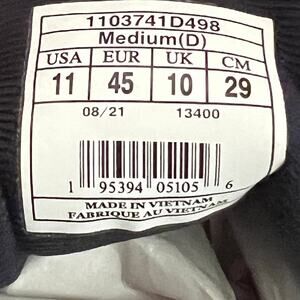 1103741D498
Medium(D)
USA EUR UK CM
11 45 10 29
08/21 13400
1 95394 05105 6
MADE IN VIETNAM
FABRIQUE AU VIETNAM